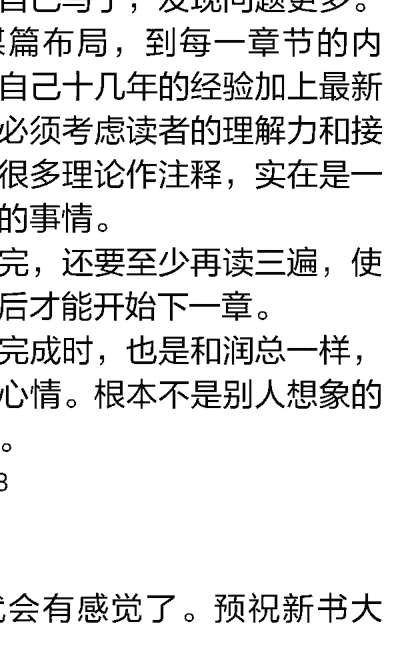 自己写了，发现问题更多。
谋篇布局，到每一章节的内
自己十几年的经验加上最新
必须考虑读者的理解力和接
很多理论作注释，实在是一
的事情。
完，还要至少再读三遍，使
后才能开始下一章。
完成时，也是和润总一样，
心情。根本不是别人想象的
。
3
会有感觉了。预祝新书大